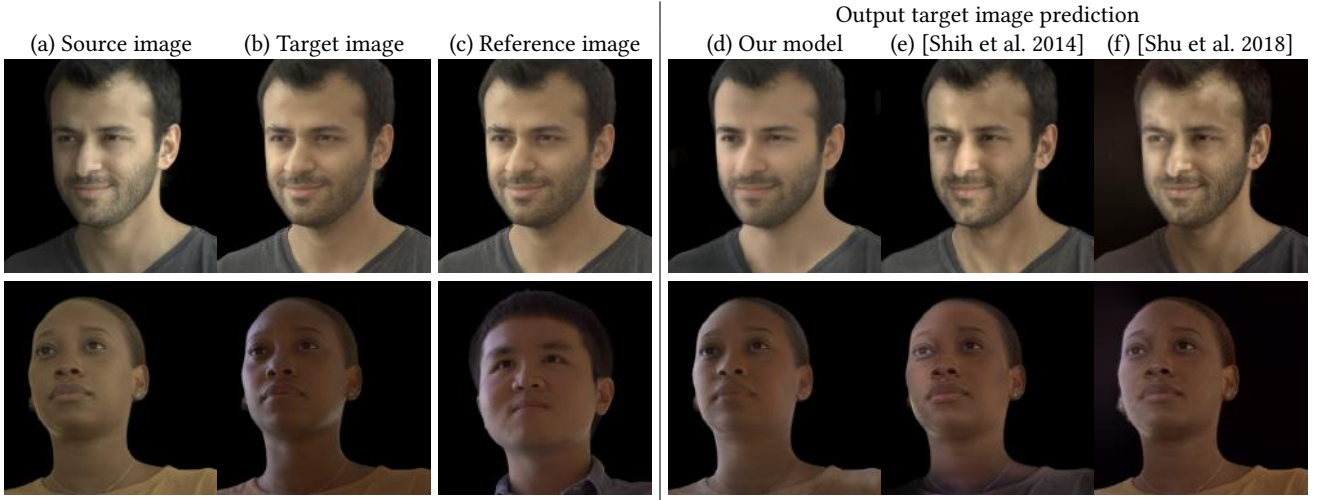 Output target image prediction
(a) Source image (b) Target image (c) Reference image (d) Our model (e) [Shih et al. 2014] (f) [Shu et al. 2018]